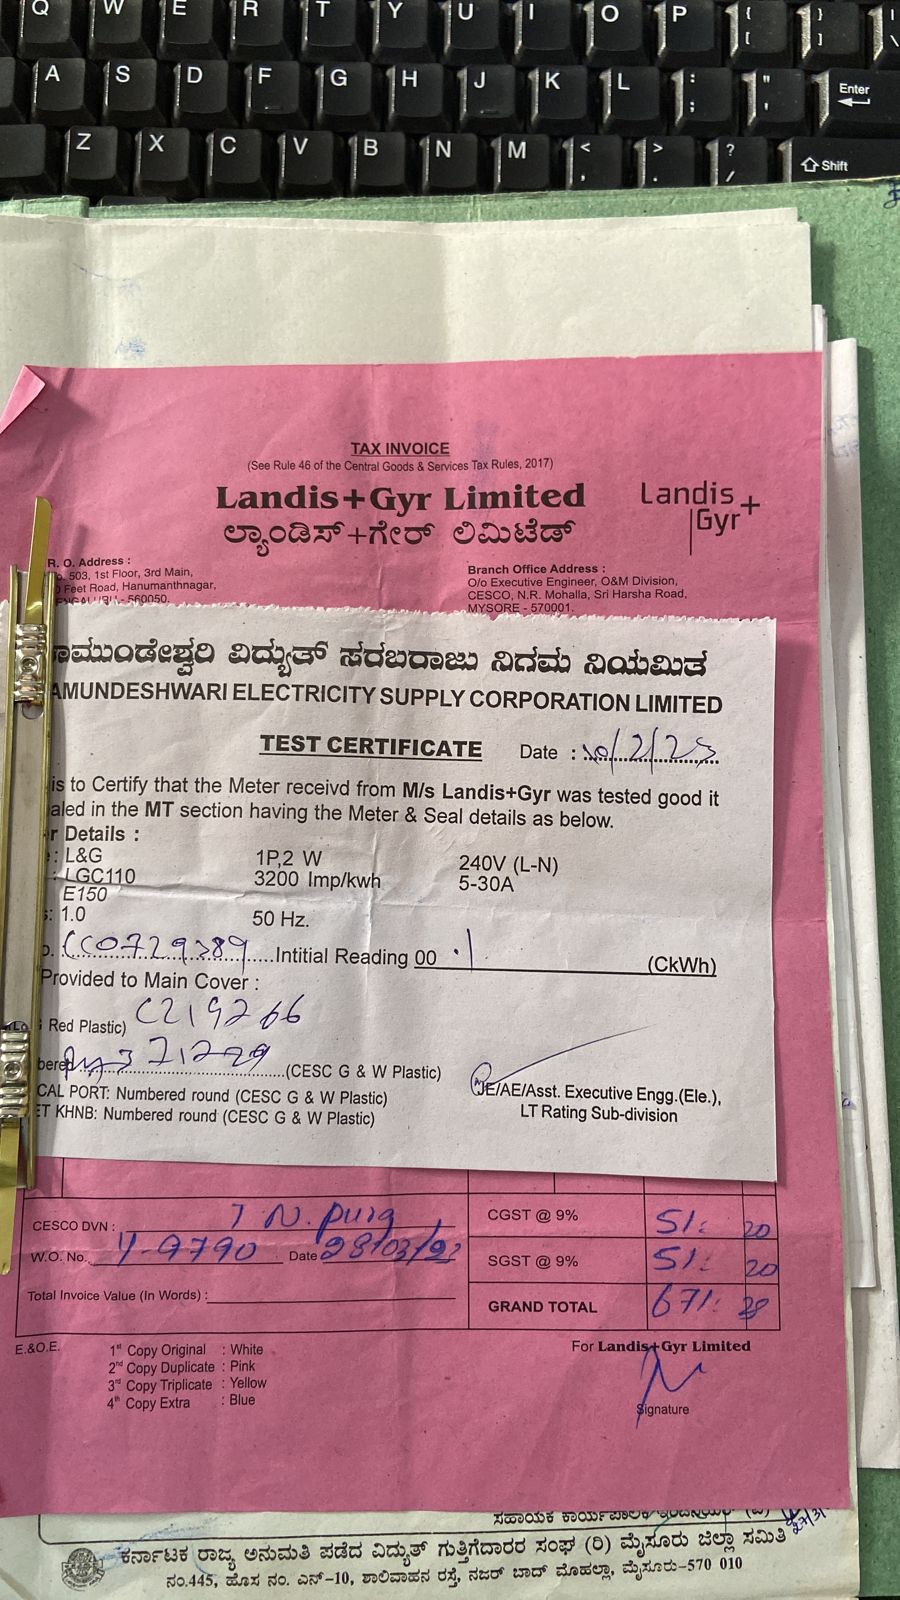 Q W E R T Y U I O P { [ } ]
A S D F G H J K L : ; " ' Enter
Z X C V B N M < , > . ? / Shift
TAX INVOICE
(See Rule 46 of the Central Goods & Services Tax Rules, 2017)
Landis+Gyr Limited
Landis+Gyr
ಲ್ಯಾಂಡಿಸ್+ಗೇರ್ ಲಿಮಿಟೆಡ್
R. O. Address :
503, 1st Floor, 3rd Main,
Feet Road, Hanumanthnagar,
560050.
Branch Office Address :
O/o Executive Engineer, O&M Division,
CESCO, N.R. Mohalla, Sri Harsha Road,
MYSORE - 570001.
ಾಮುಂಡೇಶ್ವರಿ ವಿದ್ಯುತ್ ಸರಬರಾಜು ನಿಗಮ ನಿಯಮಿತ
AMUNDESHWARI ELECTRICITY SUPPLY CORPORATION LIMITED
TEST CERTIFICATE Date :
is to Certify that the Meter receivd from M/s Landis+Gyr was tested good it
aled in the MT section having the Meter & Seal details as below.
r Details :
: L&G 1P,2 W 240V (L-N)
: LGC110 3200 Imp/kwh 5-30A
E150
: 1.0 50 Hz.
Intitial Reading 00 .1 (CkWh)
Provided to Main Cover :
Red Plastic) C219266
(CESC G & W Plastic)
CAL PORT: Numbered round (CESC G & W Plastic)
ET KHNB: Numbered round (CESC G & W Plastic)
JE/AE/Asst. Executive Engg.(Ele.),
LT Rating Sub-division
CESCO DVN : T. N. pura CGST @ 9% 51: 20
W.O. No. Y-9790 Date 28/03/23
SGST @ 9% 51: 20
Total Invoice Value (In Words) :
GRAND TOTAL 671:
E.&O.E.
1st Copy Original : White
2nd Copy Duplicate : Pink
3rd Copy Triplicate : Yellow
4th Copy Extra : Blue
For Landis+Gyr Limited
Signature
ಸಹಾಯಕ ಕಾರ್ಯಪಾಲಕ
ಕರ್ನಾಟಕ ರಾಜ್ಯ ಅನುಮತಿ ಪಡೆದ ವಿದ್ಯುತ್ ಗುತ್ತಿಗೆದಾರರ ಸಂಘ (ರಿ) ಮೈಸೂರು ಜಿಲ್ಲಾ ಸಮಿತಿ
ನಂ.445, ಹೊಸ ನಂ. ಎನ್-10, ಶಾಲಿವಾಹನ ರಸ್ತೆ, ನಜರ್ ಬಾದ್ ಮೊಹಲ್ಲಾ, ಮೈಸೂರು-570 010